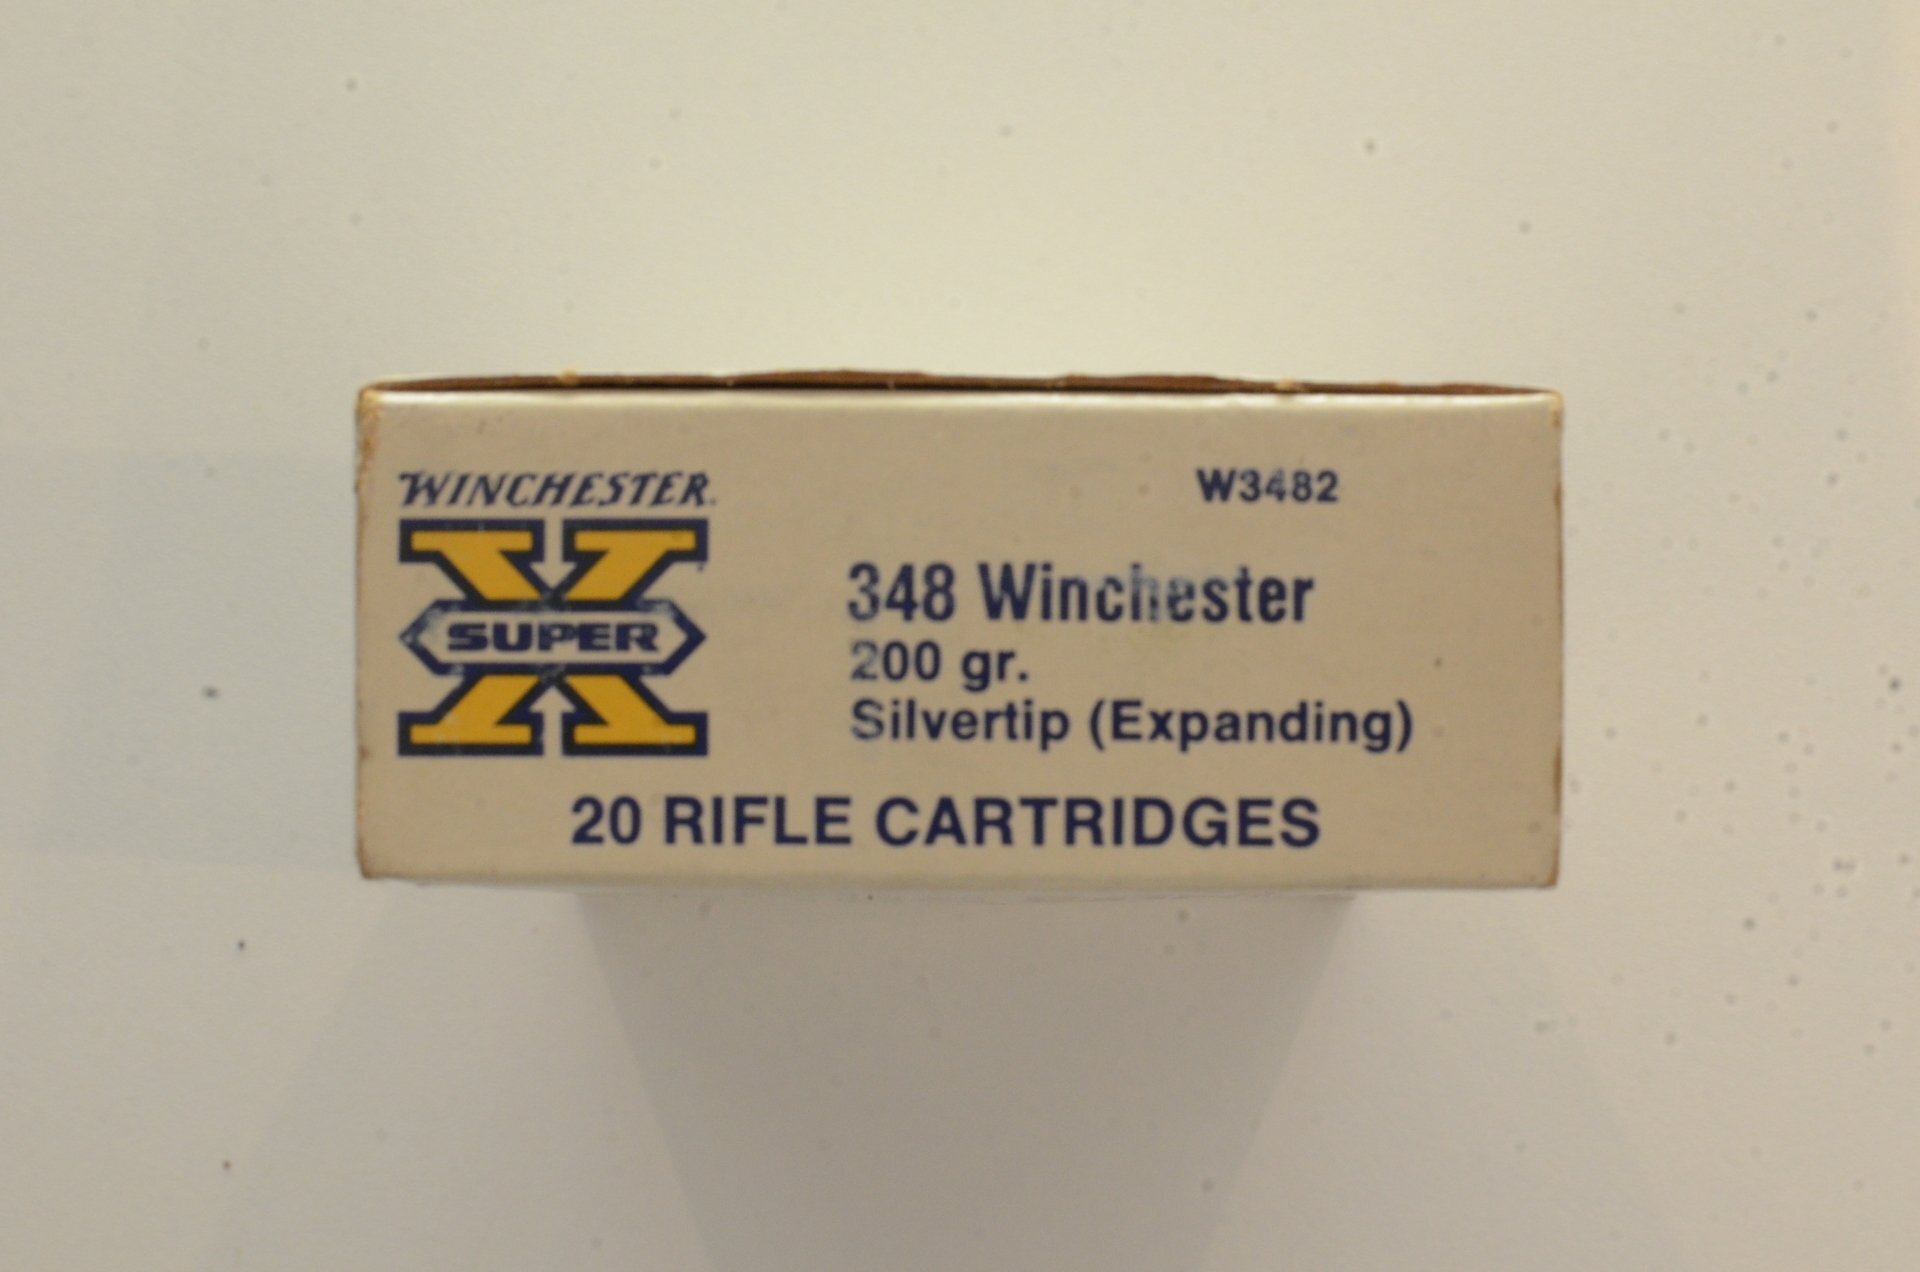 WINCHESTER
W3482
X
SUPER
348 Winchester
200 gr.
Silvertip (Expanding)
20 RIFLE CARTRIDGES